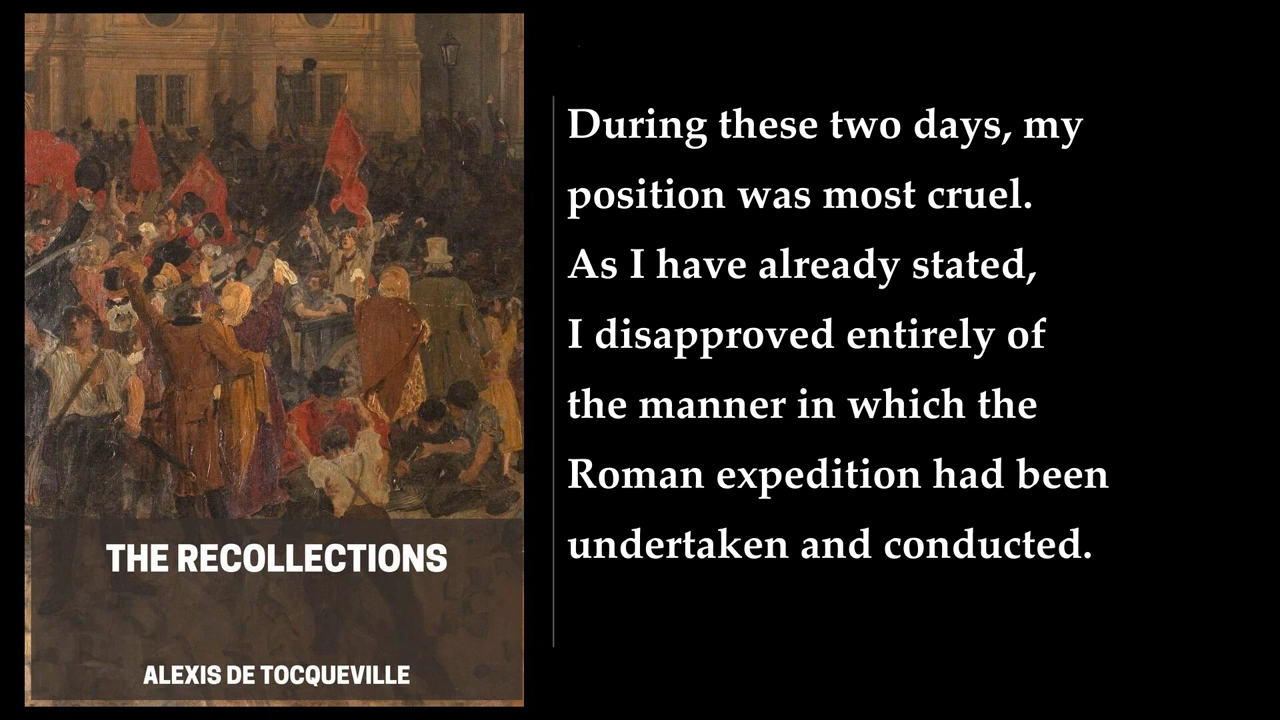 THE RECOLLECTIONS
ALEXIS DE TOCQUEVILLE
During these two days, my
position was most cruel.
As I have already stated,
I disapproved entirely of
the manner in which the
Roman expedition had been
undertaken and conducted.